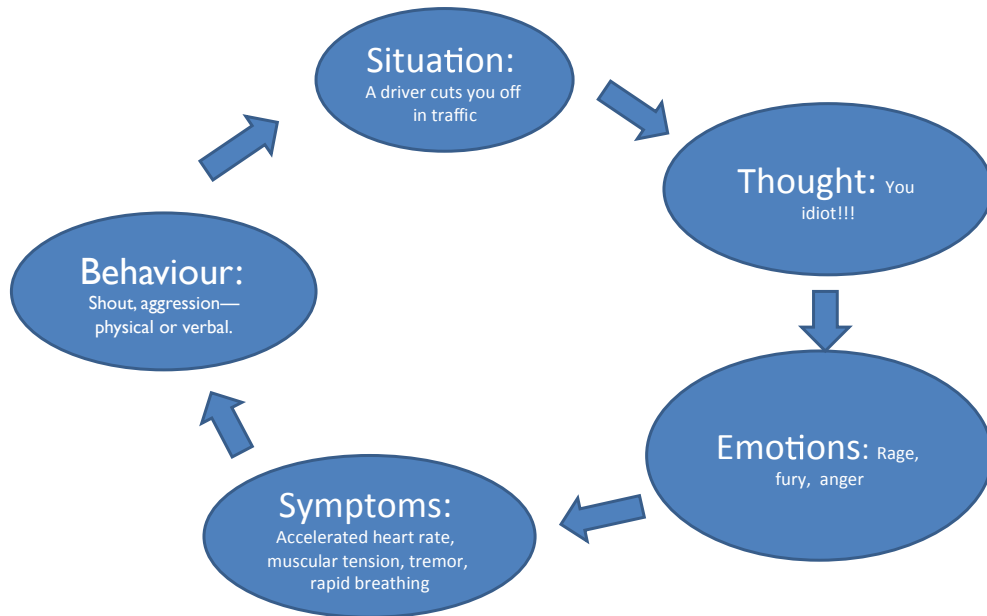 Situation:
A driver cuts you off
in traffic
Thought: You
idiot!!!
Emotions: Rage,
fury, anger
Symptoms:
Accelerated heart rate,
muscular tension, tremor,
rapid breathing
Behaviour:
Shout, aggression—
physical or verbal.